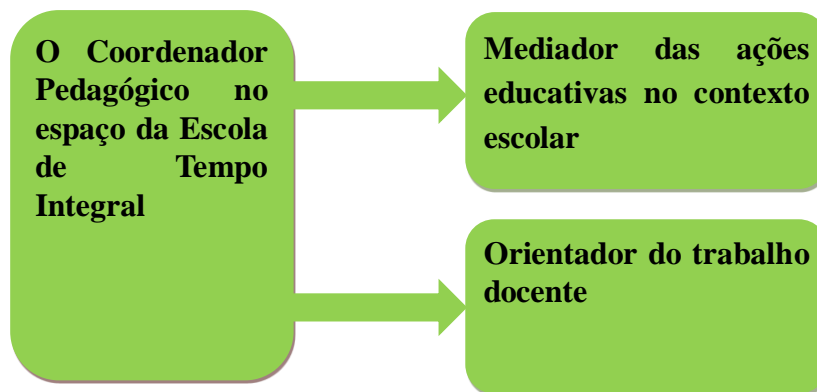 O Coordenador
Pedagógico no
espaço da Escola
de Tempo
Integral
Mediador das ações
educativas no contexto
escolar
Orientador do trabalho
docente